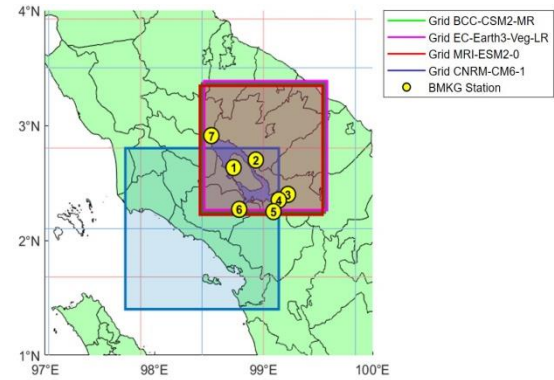 4°N
3°N
2°N
1°N
97°E
98°E
99°E
100°E
7
2
1
3
4
6
5
Grid BCC-CSM2-MR
Grid EC-Earth3-Veg-LR
Grid MRI-ESM2-0
Grid CNRM-CM6-1
BMKG Station